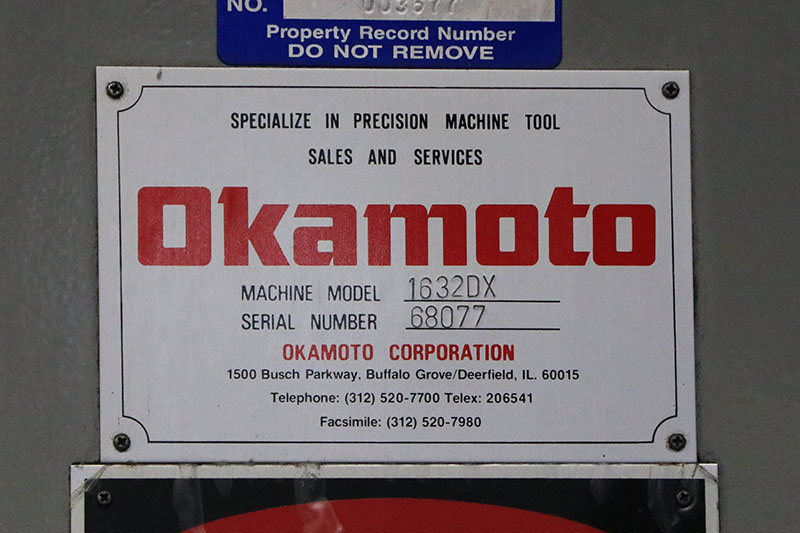 NO. 003677
Property Record Number
DO NOT REMOVE
SPECIALIZE IN PRECISION MACHINE TOOL
SALES AND SERVICES
Okamoto
MACHINE MODEL 1632DX
SERIAL NUMBER 68077
OKAMOTO CORPORATION
1500 Busch Parkway, Buffalo Grove/Deerfield, IL. 60015
Telephone: (312) 520-7700 Telex: 206541
Facsimile: (312) 520-7980